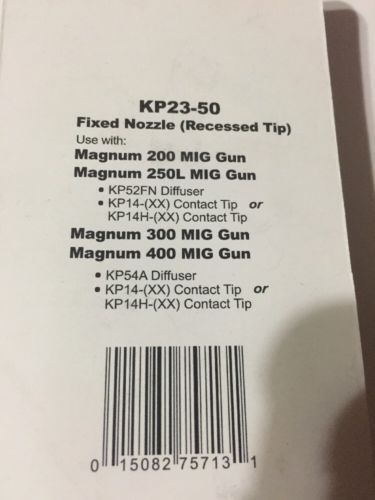 KP23-50
Fixed Nozzle (Recessed Tip)
Use with:
Magnum 200 MIG Gun
Magnum 250L MIG Gun
• KP52FN Diffuser
• KP14-(XX) Contact Tip or
KP14H-(XX) Contact Tip
Magnum 300 MIG Gun
Magnum 400 MIG Gun
• KP54A Diffuser
• KP14-(XX) Contact Tip or
KP14H-(XX) Contact Tip
0 15082 75713 1